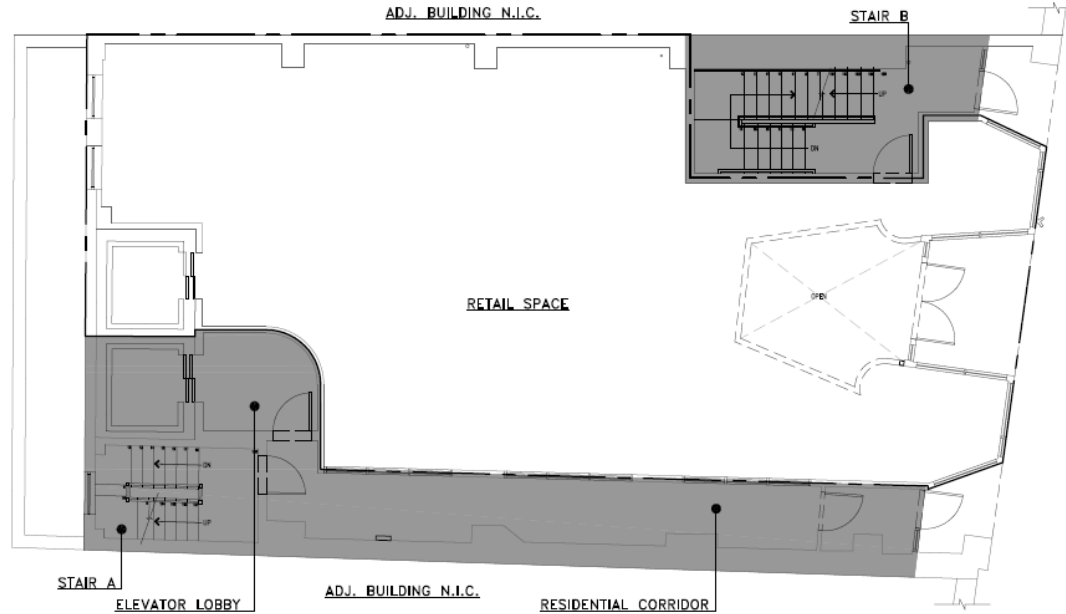 ADJ. BUILDING N.I.C.
STAIR B
UP
DN
RETAIL SPACE
OPEN
DN
UP
STAIR A
ELEVATOR LOBBY
ADJ. BUILDING N.I.C.
RESIDENTIAL CORRIDOR